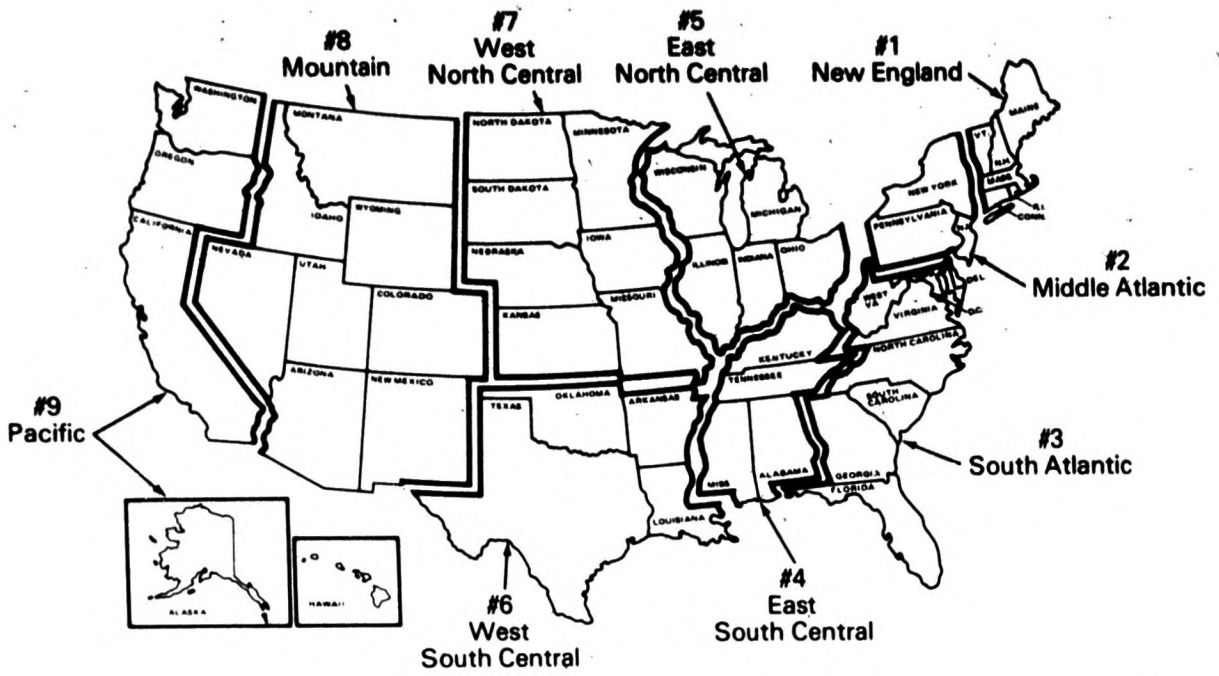 #8
Mountain
#7
West
North Central
#5
East
North Central
#1
New England
WASHINGTON
MONTANA
NORTH DAKOTA
MINNESOTA
MAINE
VT.
N.H.
OREGON
WISCONSIN
MASS
NEW YORK
R.I.
CONN.
SOUTH DAKOTA
IDAHO
WYOMING
MICHIGAN
CALIFORNIA
PENNSYLVANIA
N.J.
NEVADA
UTAH
NEBRASKA
IOWA
ILLINOIS
INDIANA
OHIO
#2
Middle Atlantic
COLORADO
KANSAS
MISSOURI
WEST
VA
DEL
VIRGINIA
D.C.
KENTUCKY
NORTH CAROLINA
ARIZONA
NEW MEXICO
OKLAHOMA
ARKANSAS
TENNESSEE
SOUTH
CAROLINA
TEXAS
#9
Pacific
#3
South Atlantic
MISS
ALABAMA
GEORGIA
FLORIDA
LOUISIANA
ALASKA
HAWAII
#6
West
South Central
#4
East
South Central